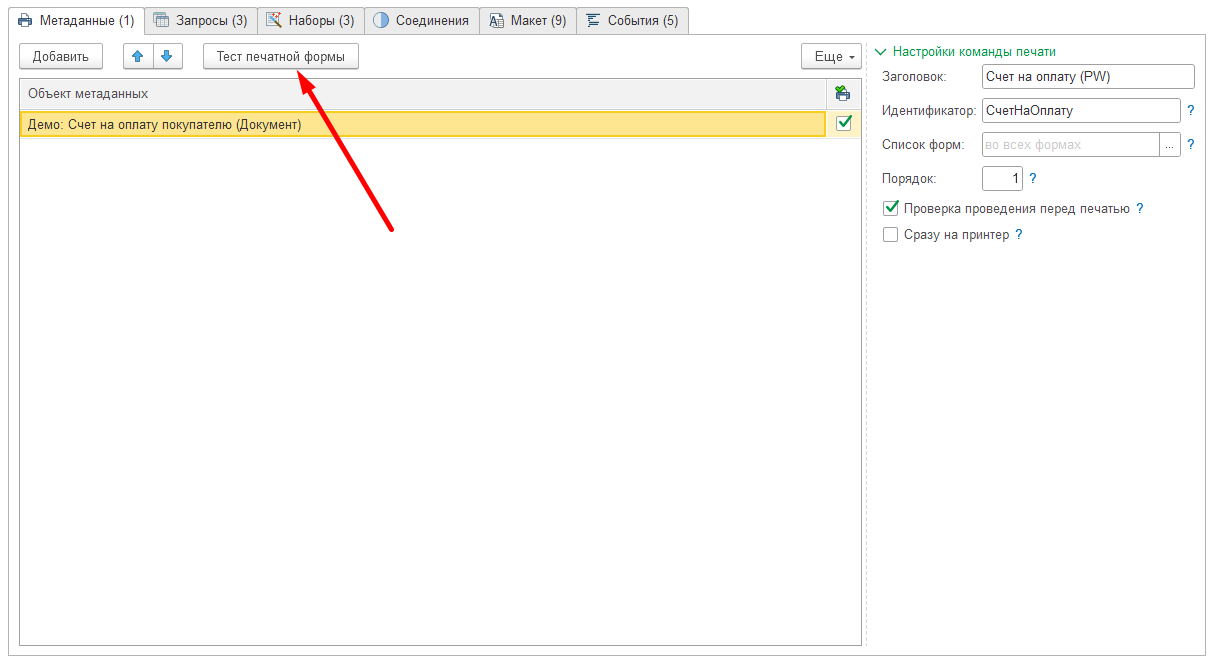 Метаданные (1) Запросы (3) Наборы (3) Соединения Макет (9) События (5)
Добавить Тест печатной формы Еще
Объект метаданных
Демо: Счет на оплату покупателю (Документ)
Настройки команды печати
Заголовок: Счет на оплату (PW)
Идентификатор: СчетНаОплату ?
Список форм: во всех формах ... ?
Порядок: 1 ?
Проверка проведения перед печатью ?
Сразу на принтер ?